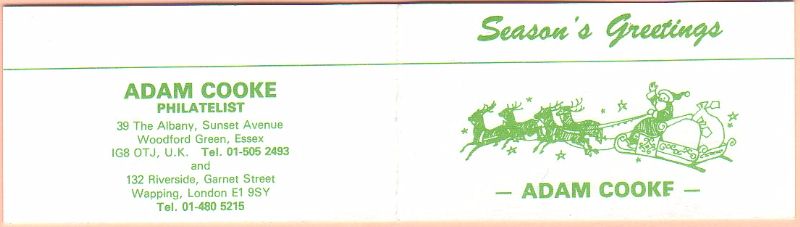 ADAM COOKE
PHILATELIST
39 The Albany, Sunset Avenue
Woodford Green, Essex
IG8 OTJ, U.K. Tel. 01-505 2493
and
132 Riverside, Garnet Street
Wapping, London E1 9SY
Tel. 01-480 5215
Season's Greetings
— ADAM COOKE —